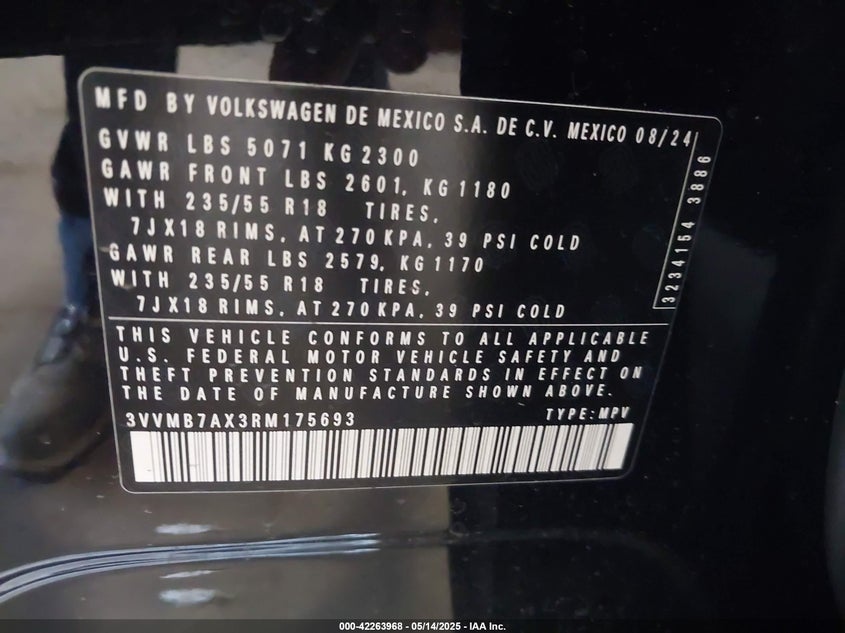 MFD BY VOLKSWAGEN DE MEXICO S.A. DE C.V. MEXICO 08/24
GVWR LBS 5071 KG 2300
GAWR FRONT LBS 2601, KG 1180
WITH 235/55 R18 TIRES,
7JX18 RIMS, AT 270 KPA, 39 PSI COLD
GAWR REAR LBS 2579, KG 1170
WITH 235/55 R18 TIRES,
7JX18 RIMS, AT 270 KPA, 39 PSI COLD
3234154 3886
THIS VEHICLE CONFORMS TO ALL APPLICABLE
U.S. FEDERAL MOTOR VEHICLE SAFETY AND
THEFT PREVENTION STANDARDS IN EFFECT ON
THE DATE OF MANUFACTURE SHOWN ABOVE.
3VVMB7AX3RM175693 TYPE: MPV
000-42263968 - 05/14/2025 - IAA Inc.